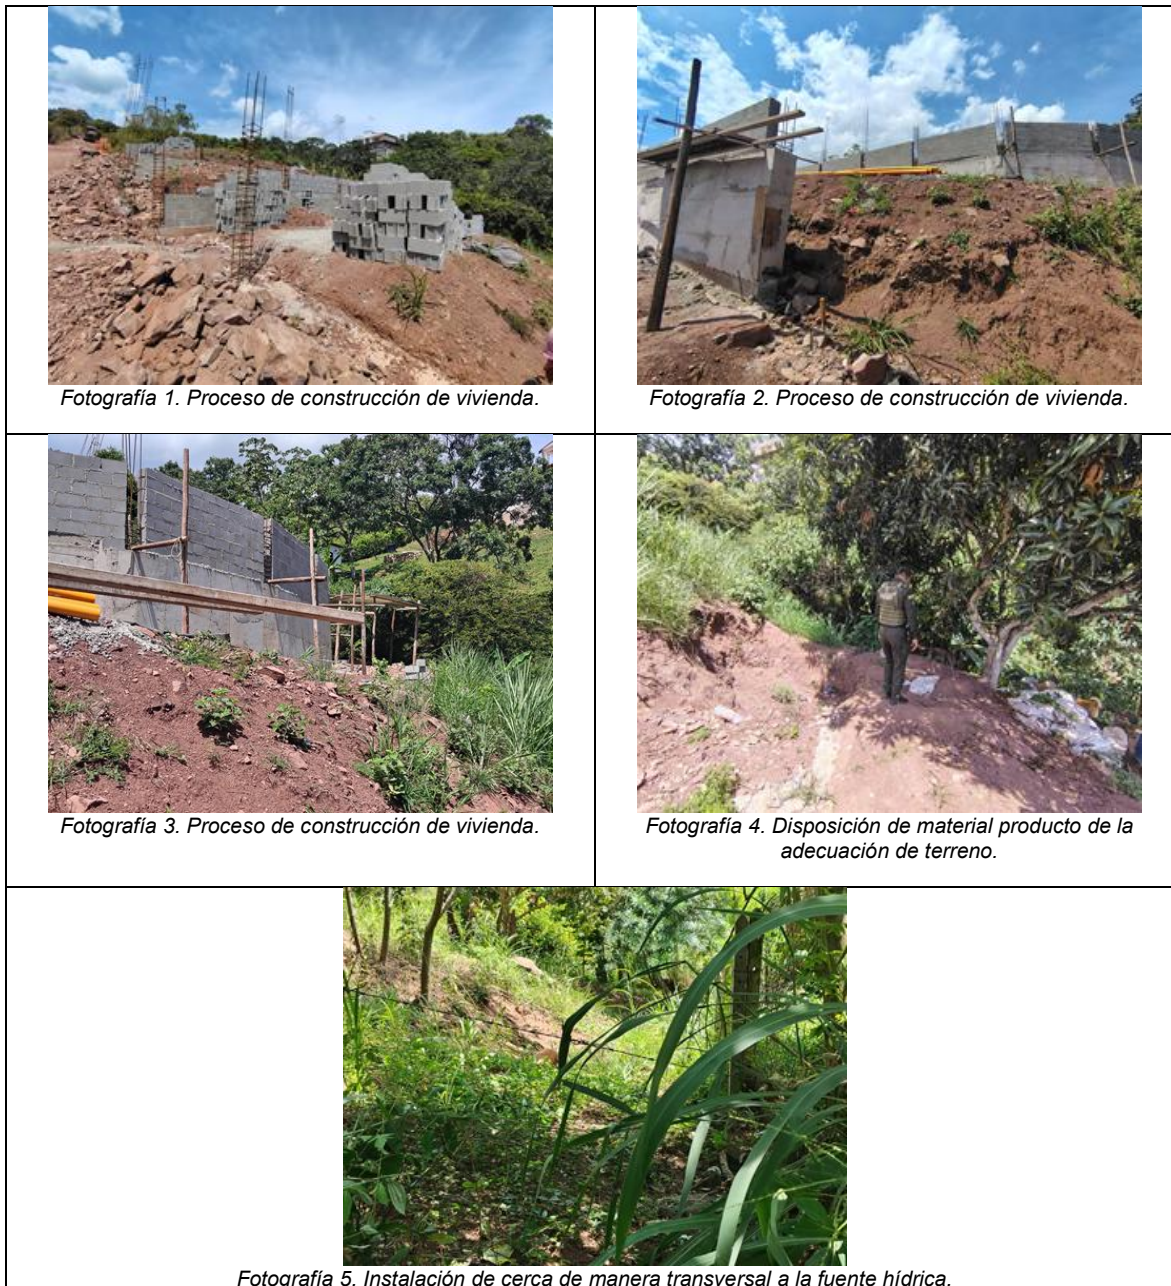 Fotografía 1. Proceso de construcción de vivienda.
Fotografía 2. Proceso de construcción de vivienda.
Fotografía 3. Proceso de construcción de vivienda.
Fotografía 4. Disposición de material producto de la
adecuación de terreno.
Fotografía 5. Instalación de cerca de manera transversal a la fuente hídrica.